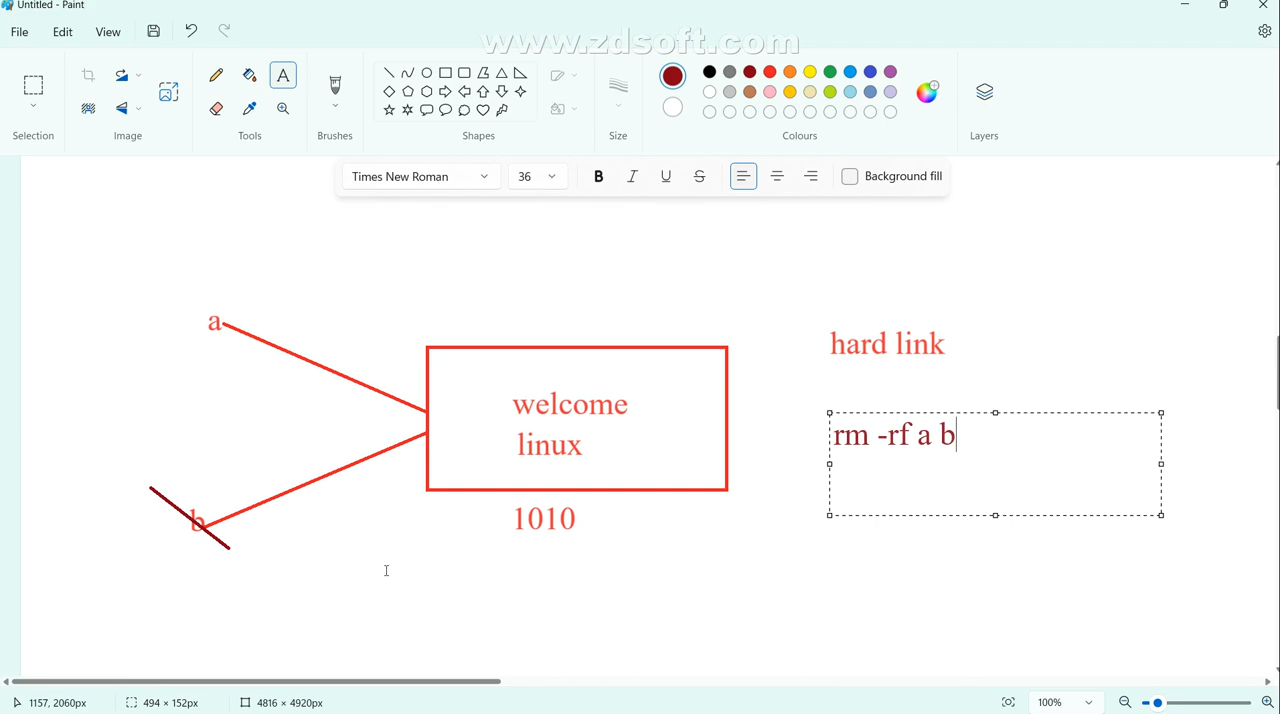 Untitled - Paint
File Edit View
www.zdsoft.com
Selection Image Tools Brushes Shapes Size Colours Layers
Times New Roman 36 B I U S Background fill
a
hard link
welcome
rm -rf a b
linux
b
1010
1157, 2060px 494 × 152px 4816 × 4920px 100%